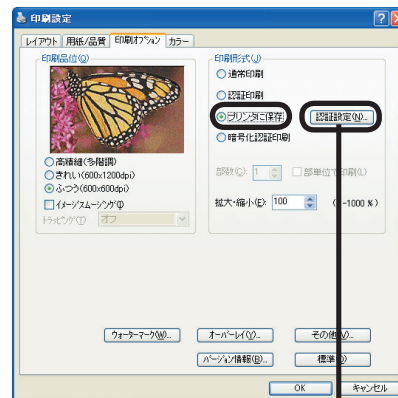 印刷設定
レイアウト 用紙/品質 印刷オプション カラー
印刷品位(Q)
高精細(多階調)
きれい(600x1200dpi)
ふつう(600x600dpi)
イメージスムージング(I)
トラッピング(T) オフ
印刷形式(J)
通常印刷
認証印刷
プリンタに保存 認証設定(N)...
暗号化認証印刷
部数(C): 1 部単位で印刷(L)
拡大・縮小(E): 100 -1000 %)
ウォーターマーク(W)... オーバーレイ(Y)... その他
バージョン情報(B)... 標準
OK キャンセル